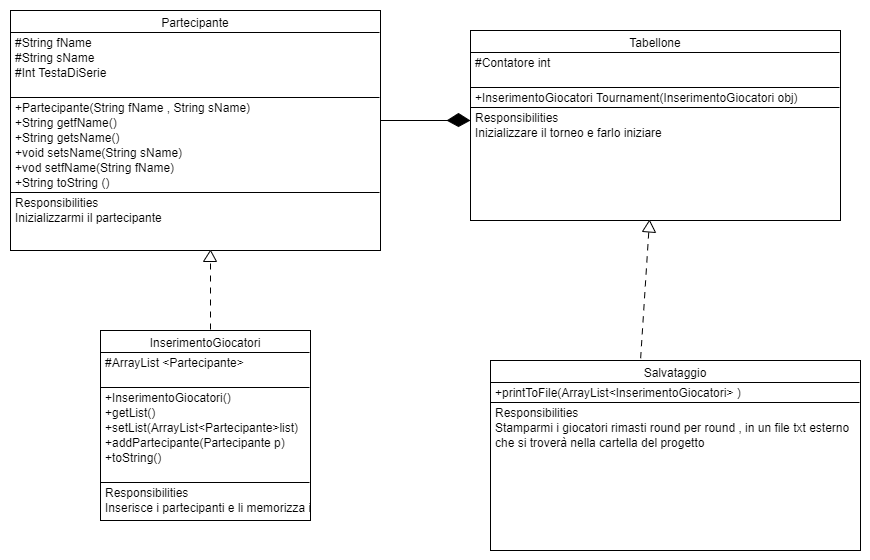 Partecipante
#String fName
#String sName
#Int TestaDiSerie
+Partecipante(String fName , String sName)
+String getfName()
+String getsName()
+void setsName(String sName)
+vod setfName(String fName)
+String toString ()
Responsibilities
Inizializzarmi il partecipante
Tabellone
#Contatore int
+InserimentoGiocatori Tournament(InserimentoGiocatori obj)
Responsibilities
Inizializzare il torneo e farlo iniziare
InserimentoGiocatori
#ArrayList <Partecipante>
+InserimentoGiocatori()
+getList()
+setList(ArrayList<Partecipante>list)
+addPartecipante(Partecipante p)
+toString()
Responsibilities
Inserisce i partecipanti e li memorizza i
Salvataggio
+printToFile(ArrayList<InserimentoGiocatori> )
Responsibilities
Stamparmi i giocatori rimasti round per round , in un file txt esterno
che si troverà nella cartella del progetto